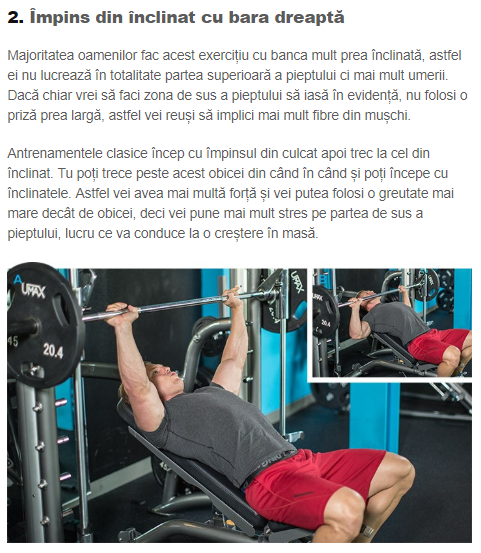 2. Împins din înclinat cu bara dreaptă
Majoritatea oamenilor fac acest exercițiu cu banca mult prea înclinată, astfel
ei nu lucrează în totalitate partea superioară a pieptului ci mai mult umerii.
Dacă chiar vrei să faci zona de sus a pieptului să iasă în evidență, nu folosi o
priză prea largă, astfel vei reuși să implici mai mult fibre din mușchi.
Antrenamentele clasice încep cu împinsul din culcat apoi trec la cel din
înclinat. Tu poți trece peste acest obicei din când în când și poți începe cu
înclinatele. Astfel vei avea mai multă forță și vei putea folosi o greutate mai
mare decât de obicei, deci vei pune mai mult stres pe partea de sus a
pieptului, lucru ce va conduce la o creștere în masă.
UMAX
45
20.4
20.4